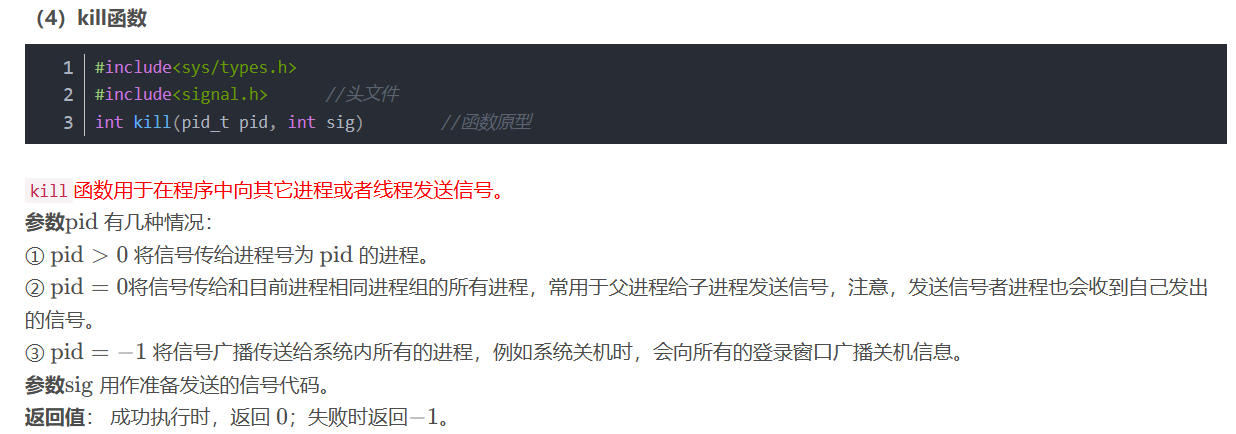 （4）kill函数
1 #include<sys/types.h>
2 #include<signal.h> //头文件
3 int kill(pid_t pid, int sig) //函数原型
kill 函数用于在程序中向其它进程或者线程发送信号。
参数pid 有几种情况：
① pid > 0 将信号传给进程号为 pid 的进程。
② pid = 0将信号传给和目前进程相同进程组的所有进程，常用于父进程给子进程发送信号，注意，发送信号者进程也会收到自己发出
的信号。
③ pid = −1 将信号广播传送给系统内所有的进程，例如系统关机时，会向所有的登录窗口广播关机信息。
参数sig 用作准备发送的信号代码。
返回值： 成功执行时，返回 0；失败时返回−1。